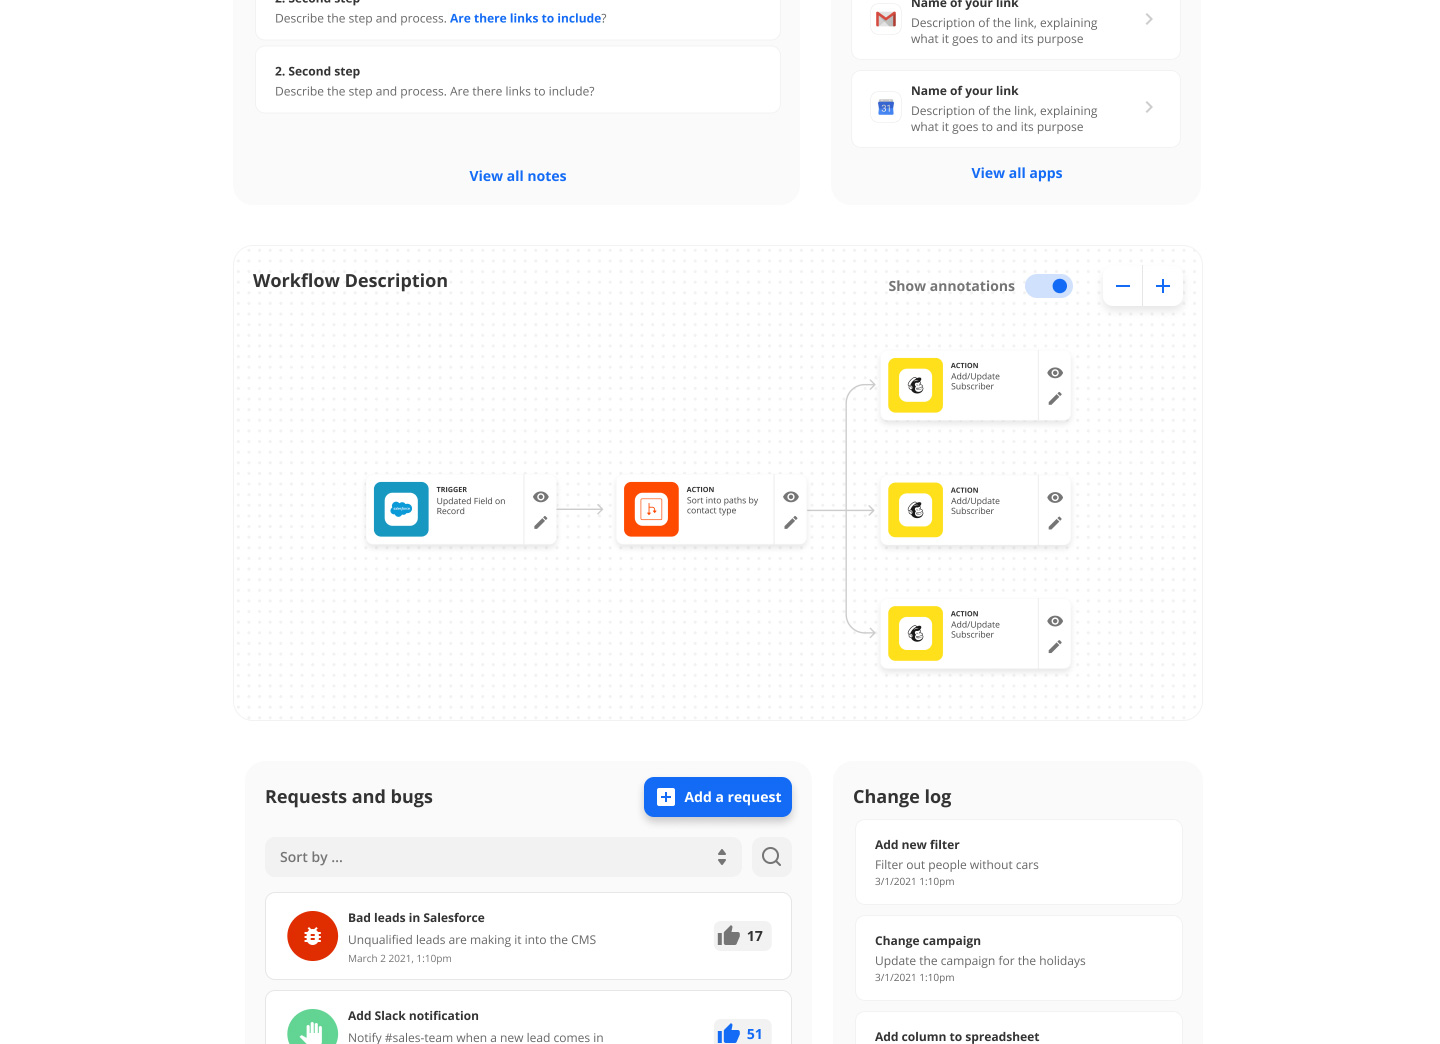 2. Second step
Describe the step and process. Are there links to include?
2. Second step
Describe the step and process. Are there links to include?
View all notes
Name of your link
Description of the link, explaining
what it goes to and its purpose
31
Name of your link
Description of the link, explaining
what it goes to and its purpose
View all apps
Workflow Description
Show annotations
ACTION
Add/Update
Subscriber
TRIGGER
Updated Field on
Record
salesforce
ACTION
Sort into paths by
contact type
ACTION
Add/Update
Subscriber
ACTION
Add/Update
Subscriber
Requests and bugs
Add a request
Sort by ...
Bad leads in Salesforce
Unqualified leads are making it into the CMS
March 2 2021, 1:10pm
17
Add Slack notification
Notify #sales-team when a new lead comes in
51
Change log
Add new filter
Filter out people without cars
3/1/2021 1:10pm
Change campaign
Update the campaign for the holidays
3/1/2021 1:10pm
Add column to spreadsheet